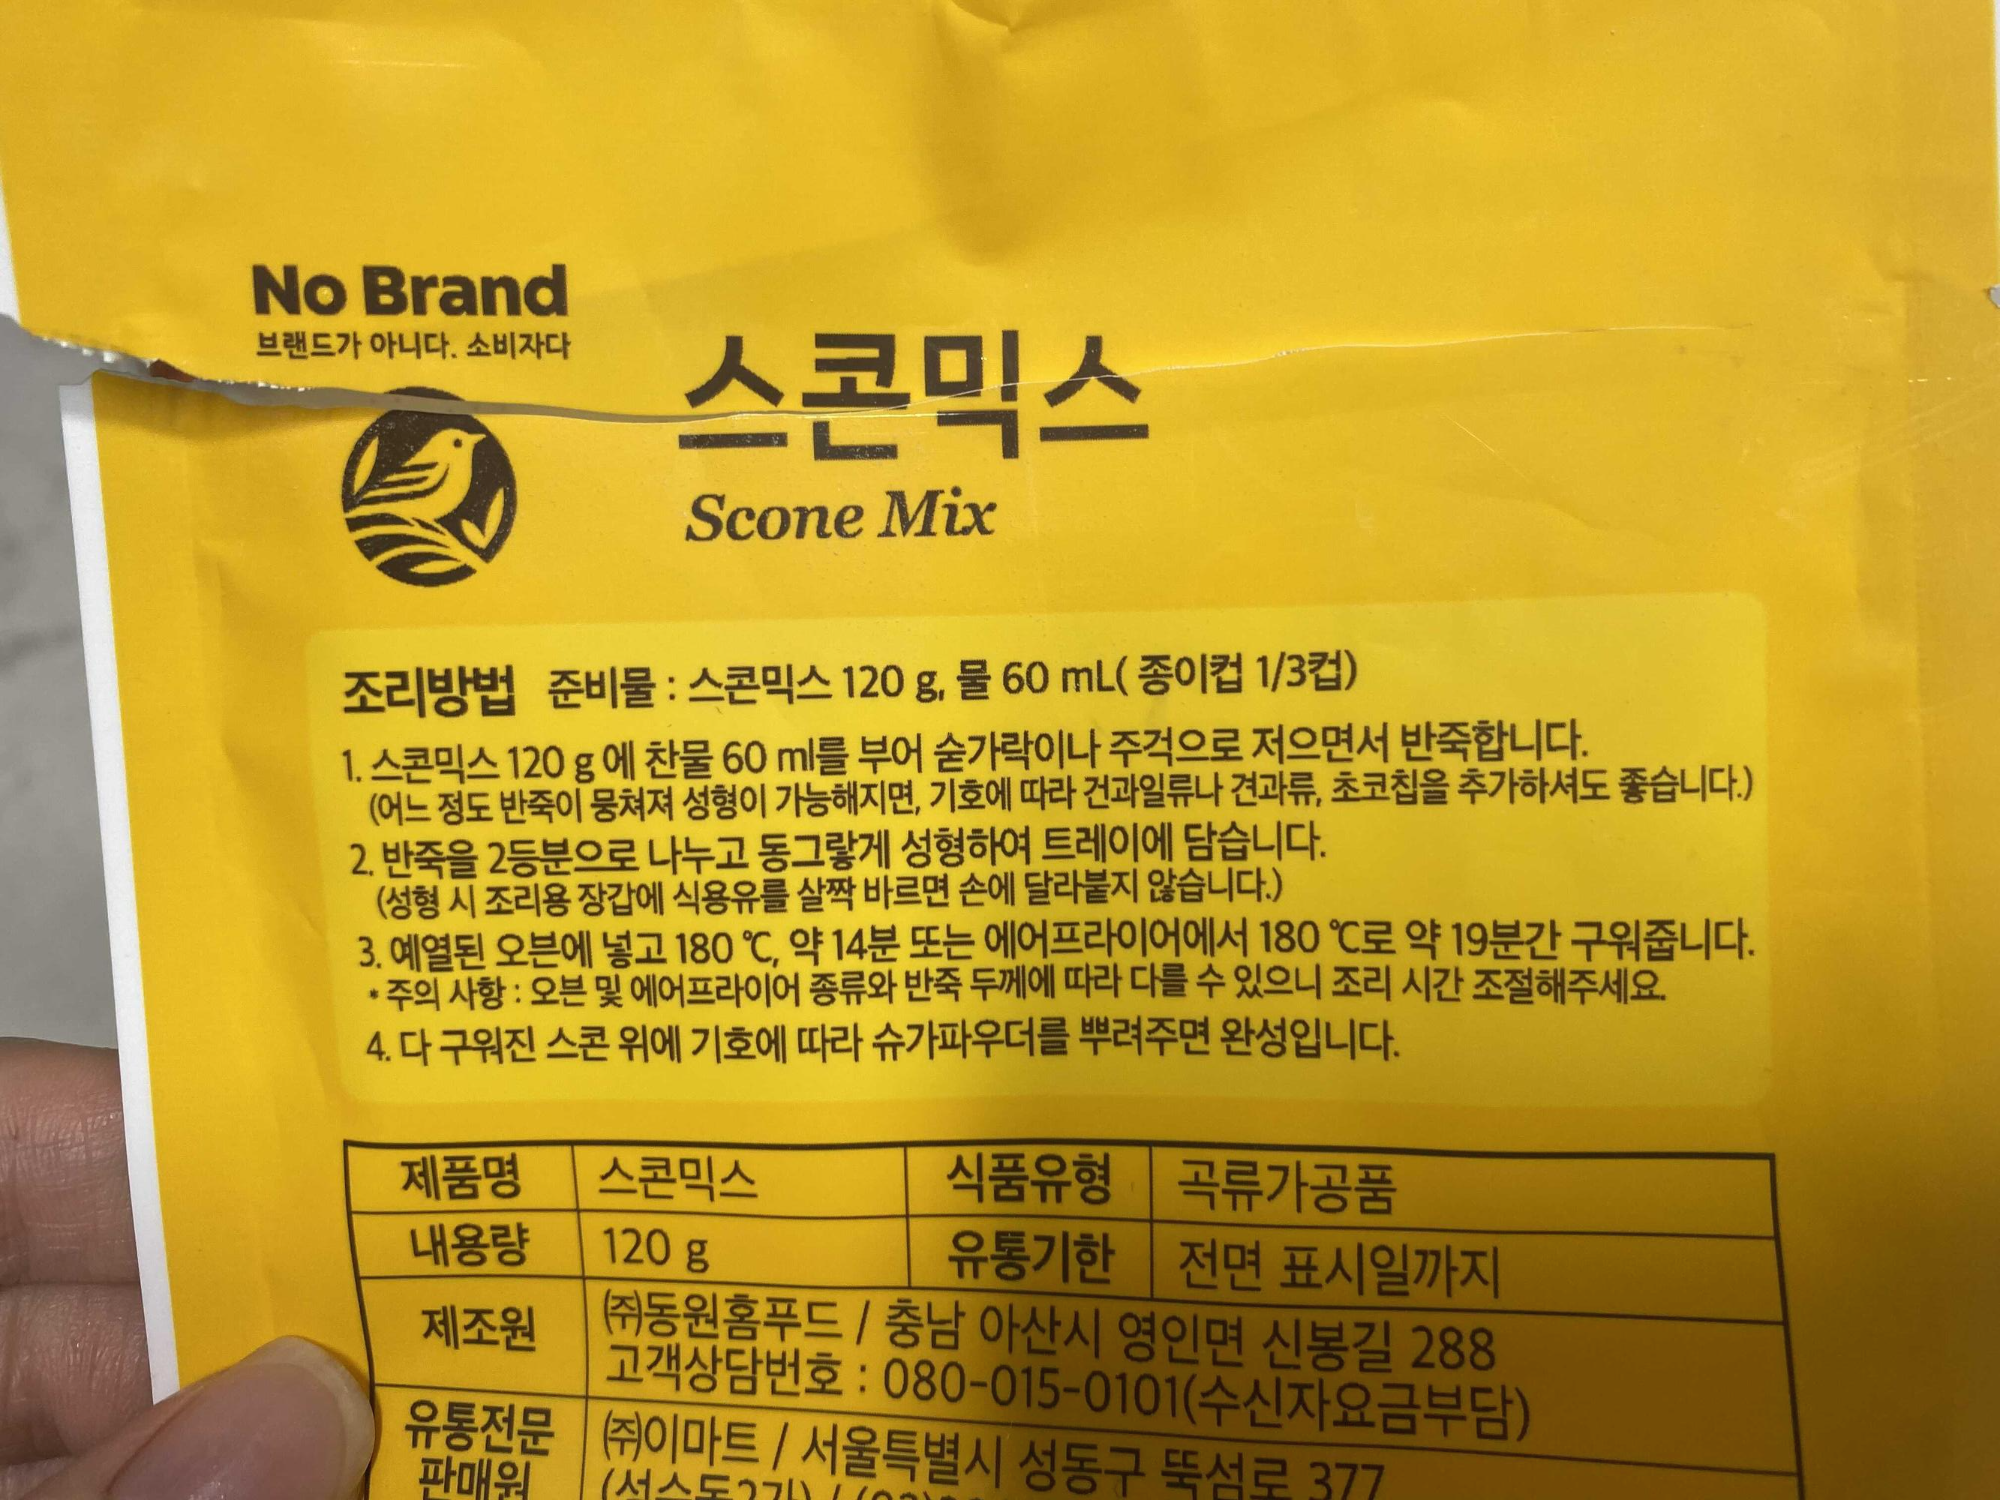 No Brand
브랜드가 아니다. 소비자다
스콘믹스
Scone Mix
조리방법 준비물 : 스콘믹스 120 g, 물 60 mL( 종이컵 1/3컵)
1. 스콘믹스 120 g 에 찬물 60 ml를 부어 숟가락이나 주걱으로 저으면서 반죽합니다.
(어느 정도 반죽이 뭉쳐져 성형이 가능해지면, 기호에 따라 건과일류나 견과류, 초코칩을 추가하셔도 좋습니다.)
2. 반죽을 2등분으로 나누고 동그랗게 성형하여 트레이에 담습니다.
(성형 시 조리용 장갑에 식용유를 살짝 바르면 손에 달라붙지 않습니다.)
3. 예열된 오븐에 넣고 180 ℃, 약 14분 또는 에어프라이어에서 180 ℃로 약 19분간 구워줍니다.
* 주의 사항 : 오븐 및 에어프라이어 종류와 반죽 두께에 따라 다를 수 있으니 조리 시간 조절해주세요.
4. 다 구워진 스콘 위에 기호에 따라 슈가파우더를 뿌려주면 완성입니다.
제품명 스콘믹스 식품유형 곡류가공품
내용량 120 g 유통기한 전면 표시일까지
제조원 ㈜동원홈푸드 / 충남 아산시 영인면 신봉길 288
고객상담번호 : 080-015-0101(수신자요금부담)
유통전문 ㈜이마트 / 서울특별시 성동구 뚝섬로 377
판매원 (성수동2가) /